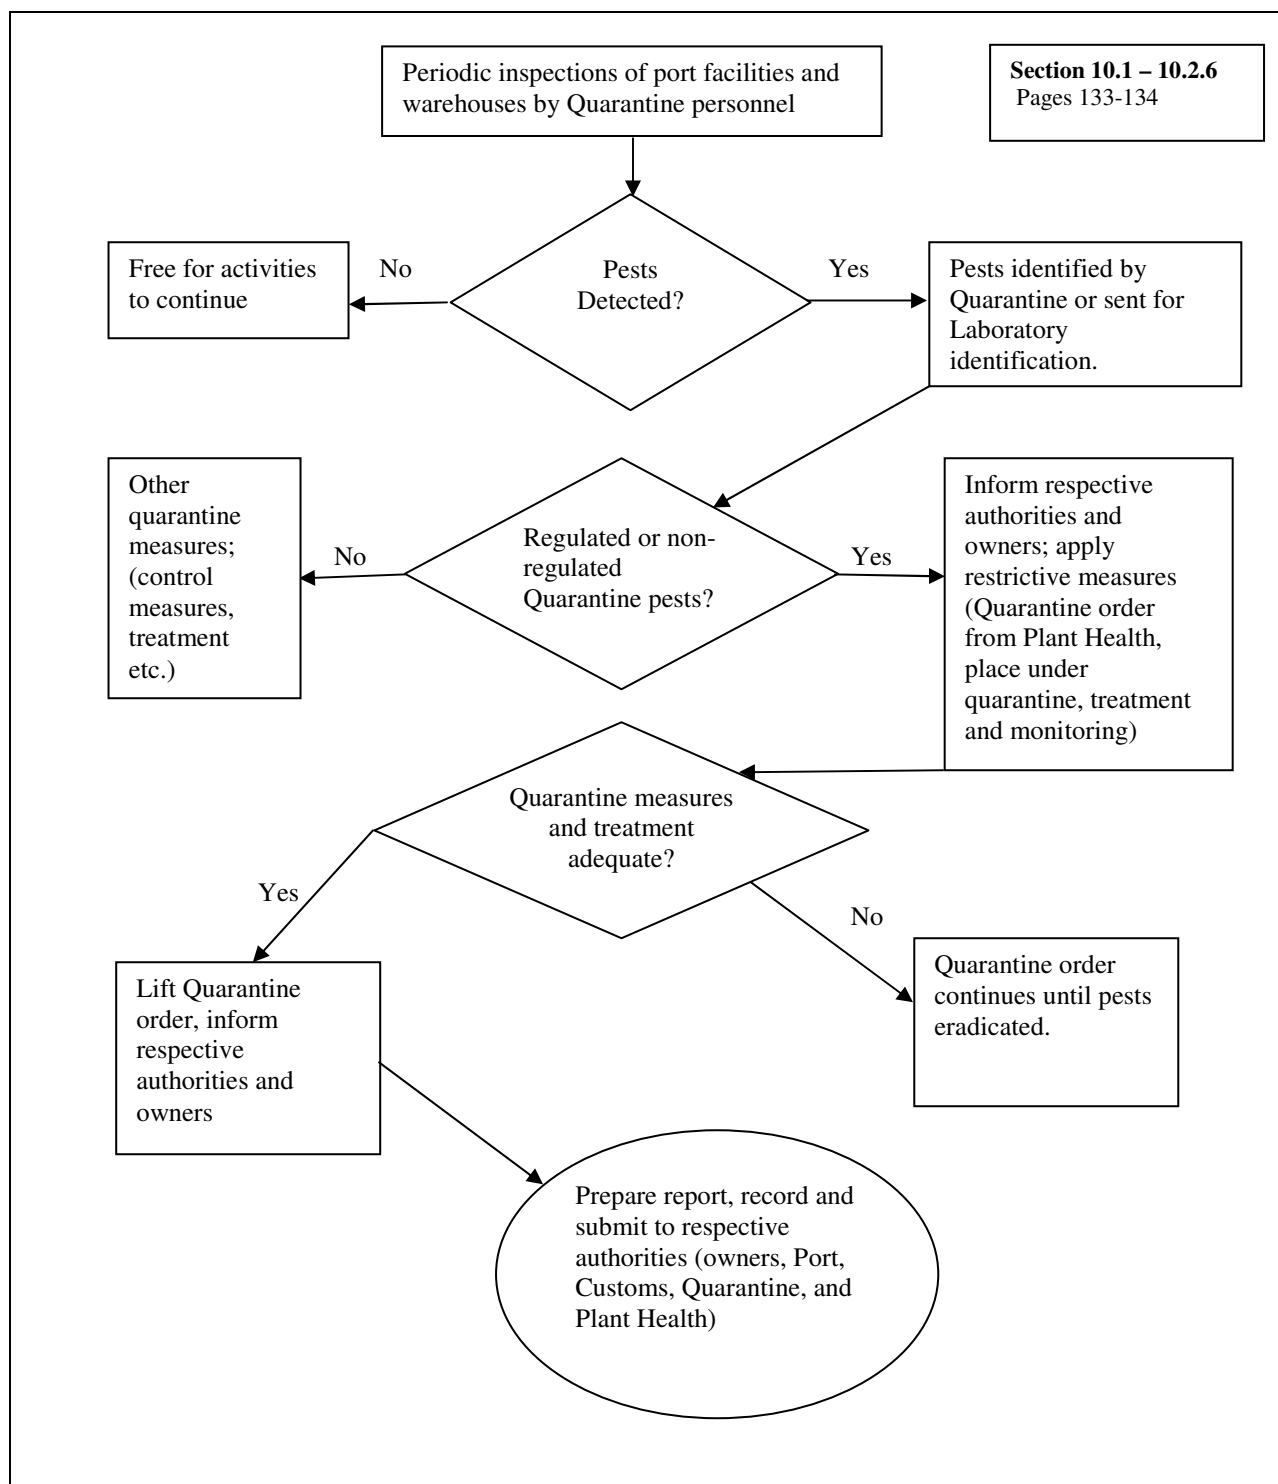 Periodic inspections of port facilities and
warehouses by Quarantine personnel
Section 10.1 – 10.2.6
Pages 133-134
Pests
Detected?
No
Free for activities
to continue
Yes
Pests identified by
Quarantine or sent for
Laboratory
identification.
Regulated or non-
regulated
Quarantine pests?
No
Other
quarantine
measures;
(control
measures,
treatment
etc.)
Yes
Inform respective
authorities and
owners; apply
restrictive measures
(Quarantine order
from Plant Health,
place under
quarantine, treatment
and monitoring)
Quarantine measures
and treatment
adequate?
Yes
Lift Quarantine
order, inform
respective
authorities and
owners
No
Quarantine order
continues until pests
eradicated.
Prepare report, record and
submit to respective
authorities (owners, Port,
Customs, Quarantine, and
Plant Health)